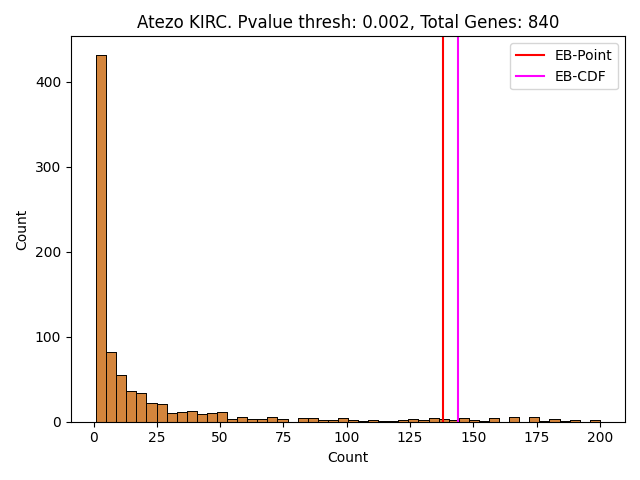 Atezo KIRC. Pvalue thresh: 0.002, Total Genes: 840
EB-Point
EB-CDF
Count
400
300
200
100
0
0 25 50 75 100 125 150 175 200
Count